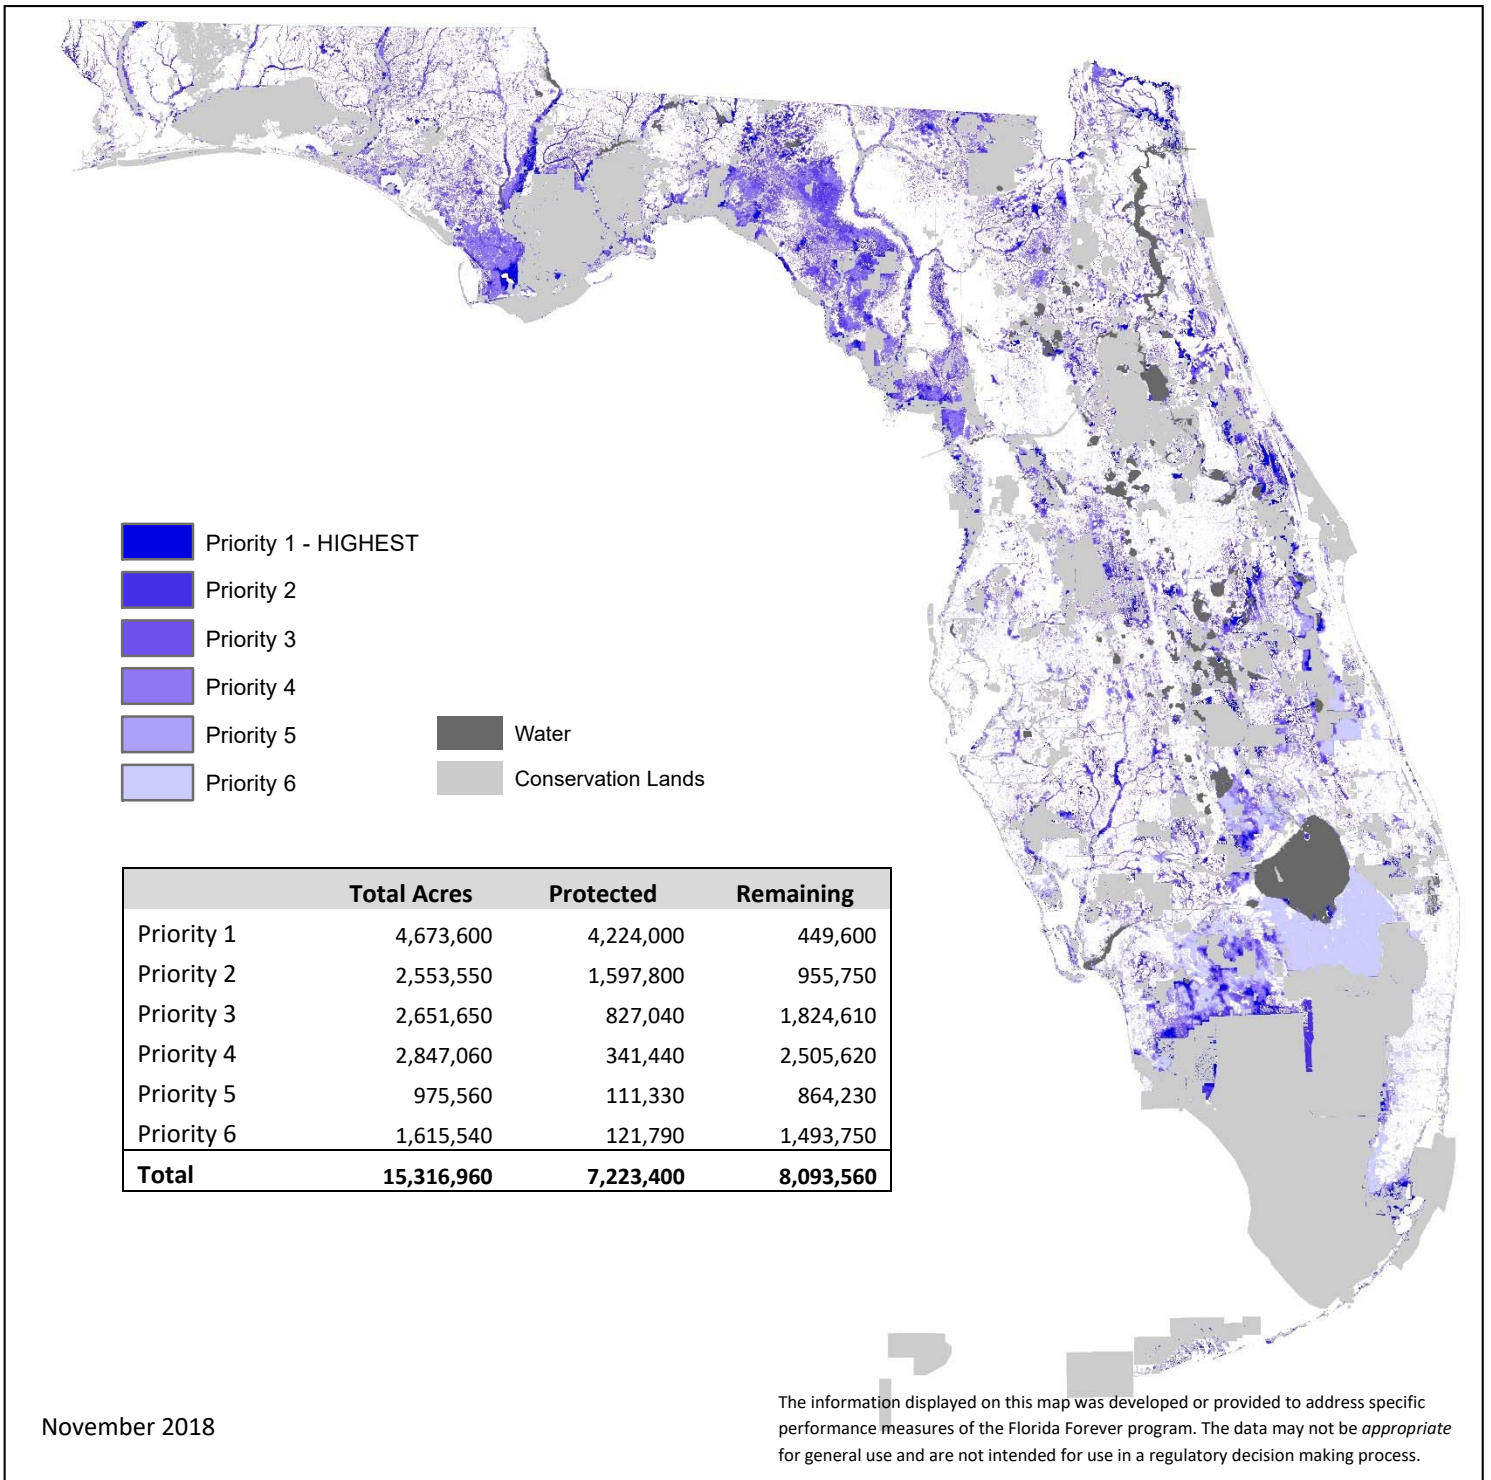 Priority 1 - HIGHEST
Priority 2
Priority 3
Priority 4
Priority 5
Priority 6
Water
Conservation Lands
Total Acres Protected Remaining
Priority 1 4,673,600 4,224,000 449,600
Priority 2 2,553,550 1,597,800 955,750
Priority 3 2,651,650 827,040 1,824,610
Priority 4 2,847,060 341,440 2,505,620
Priority 5 975,560 111,330 864,230
Priority 6 1,615,540 121,790 1,493,750
Total 15,316,960 7,223,400 8,093,560
November 2018
The information displayed on this map was developed or provided to address specific
performance measures of the Florida Forever program. The data may not be appropriate
for general use and are not intended for use in a regulatory decision making process.